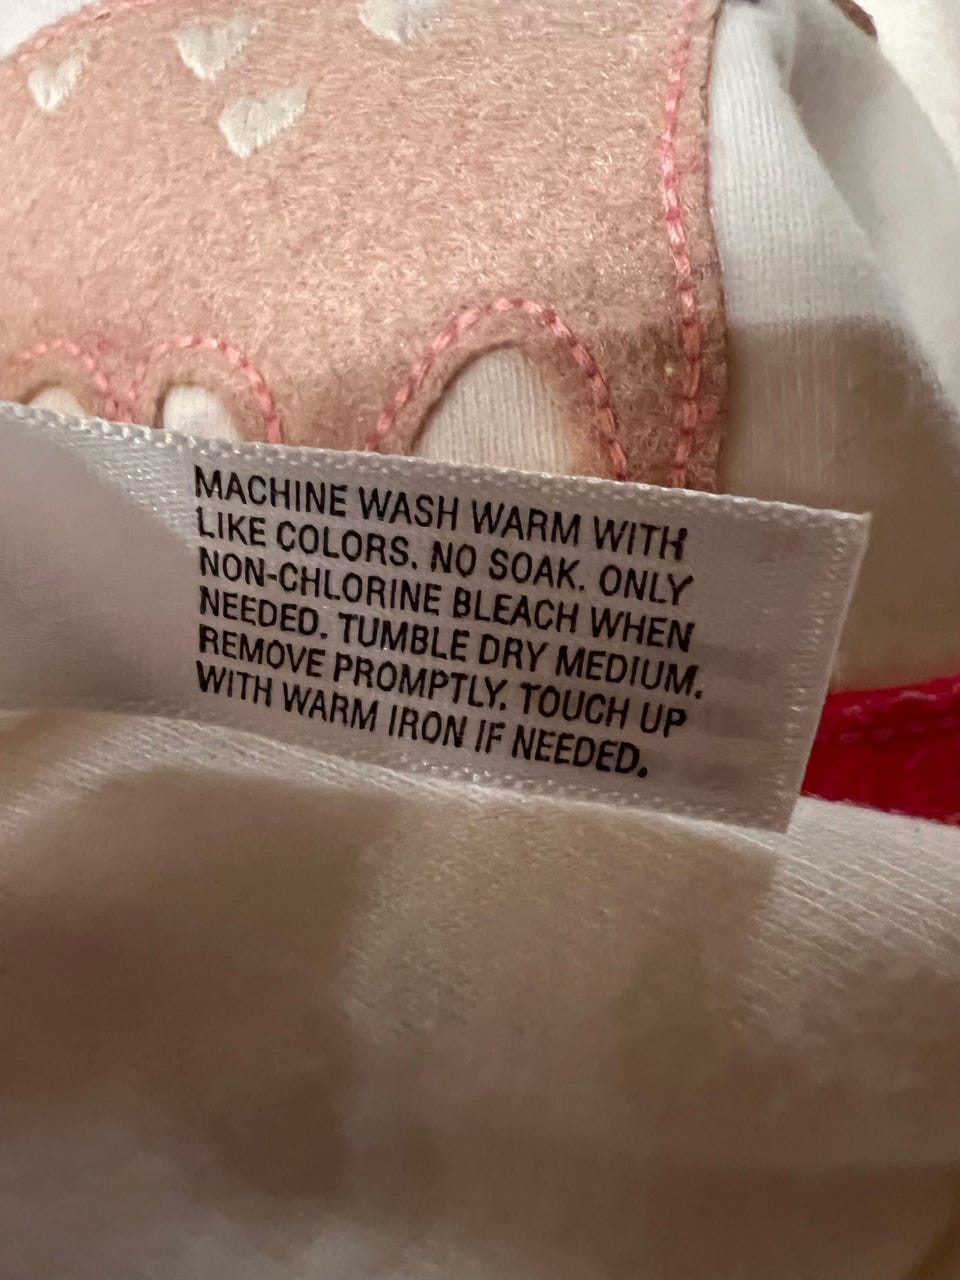 MACHINE WASH WARM WITH
LIKE COLORS. NO SOAK. ONLY
NON-CHLORINE BLEACH WHEN
NEEDED. TUMBLE DRY MEDIUM.
REMOVE PROMPTLY. TOUCH UP
WITH WARM IRON IF NEEDED.